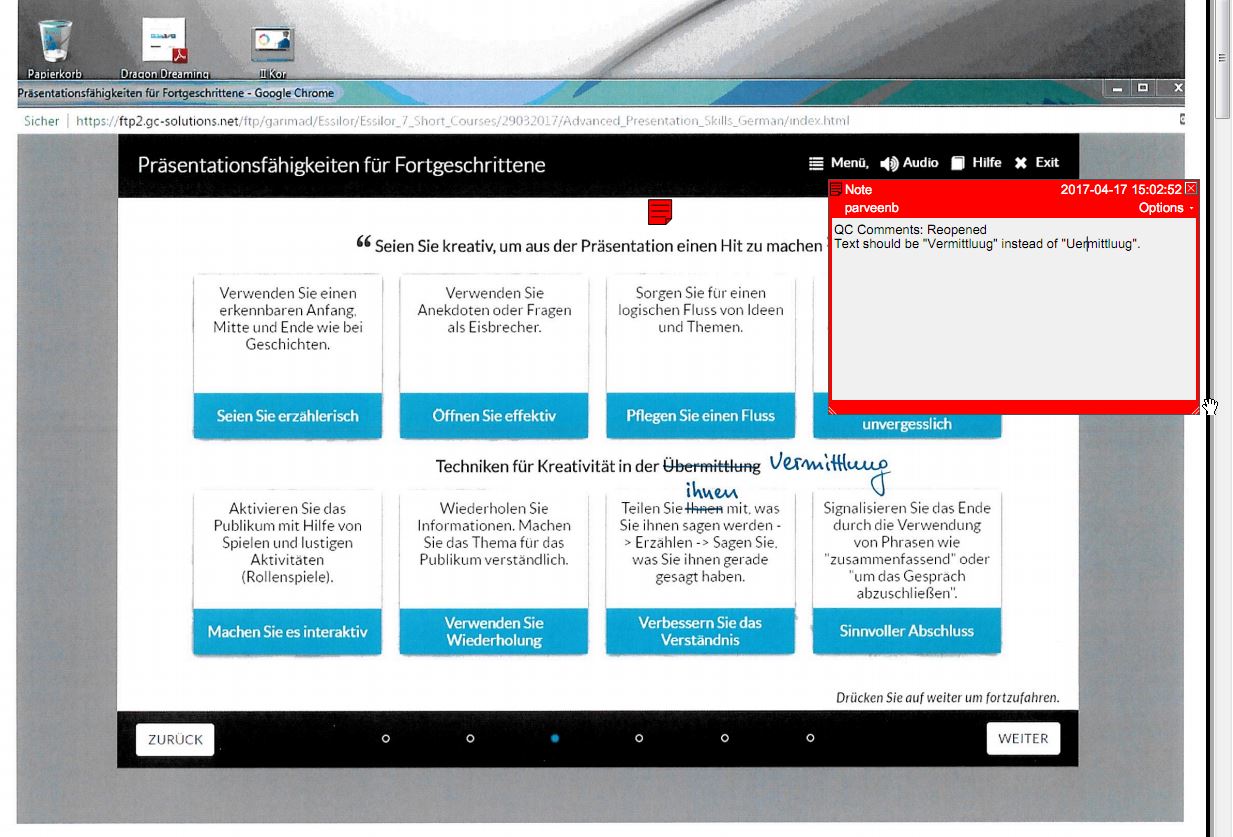 Papierkorb
Dragon Dreaming
II Kor
Präsentationsfähigkeiten für Fortgeschrittene - Google Chrome
Sicher | https://ftp2.gc-solutions.net/ftp/garimad/Essilor/Essilor_7_Short_Courses/29032017/Advanced_Presentation_Skills_German/index.html
Präsentationsfähigkeiten für Fortgeschrittene
Menü, Audio Hilfe Exit
Note 2017-04-17 15:02:52
parveenb Options
QC Comments: Reopened
Text should be "Vermittluug" instead of "Uermittluug".
“ Seien Sie kreativ, um aus der Präsentation einen Hit zu machen
Verwenden Sie einen
erkennbaren Anfang,
Mitte und Ende wie bei
Geschichten.
Seien Sie erzählerisch
Verwenden Sie
Anekdoten oder Fragen
als Eisbrecher.
Öffnen Sie effektiv
Sorgen Sie für einen
logischen Fluss von Ideen
und Themen.
Pflegen Sie einen Fluss
unvergesslich
Techniken für Kreativität in der Übermittlung Vermittlung
Aktivieren Sie das
Publikum mit Hilfe von
Spielen und lustigen
Aktivitäten
(Rollenspiele).
Machen Sie es interaktiv
Wiederholen Sie
Informationen. Machen
Sie das Thema für das
Publikum verständlich.
Verwenden Sie
Wiederholung
ihnen
Teilen Sie Ihnen mit, was
Sie ihnen sagen werden -
> Erzählen -> Sagen Sie,
was Sie ihnen gerade
gesagt haben.
Verbessern Sie das
Verständnis
Signalisieren Sie das Ende
durch die Verwendung
von Phrasen wie
"zusammenfassend" oder
"um das Gesprach
abzuschließen".
Sinnvoller Abschluss
Drücken Sie auf weiter um fortzufahren.
ZURÜCK
WEITER